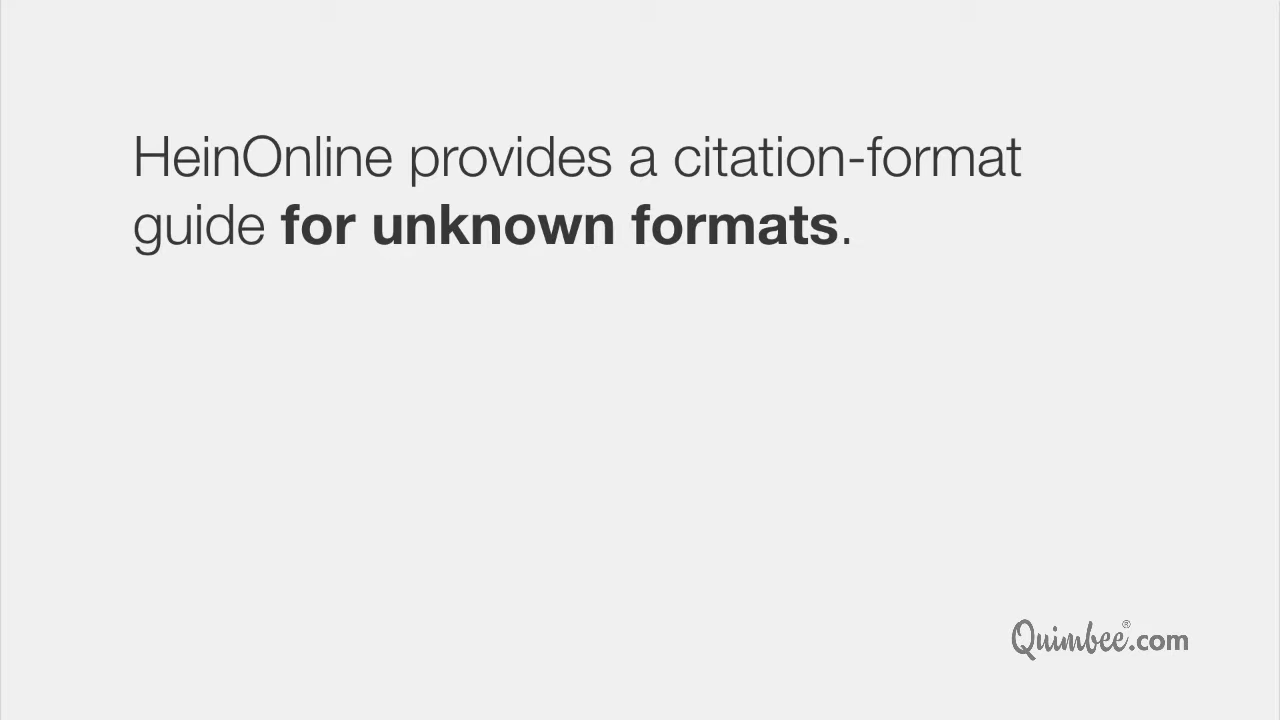 HeinOnline provides a citation-format
guide for unknown formats.
Quimbee®.com